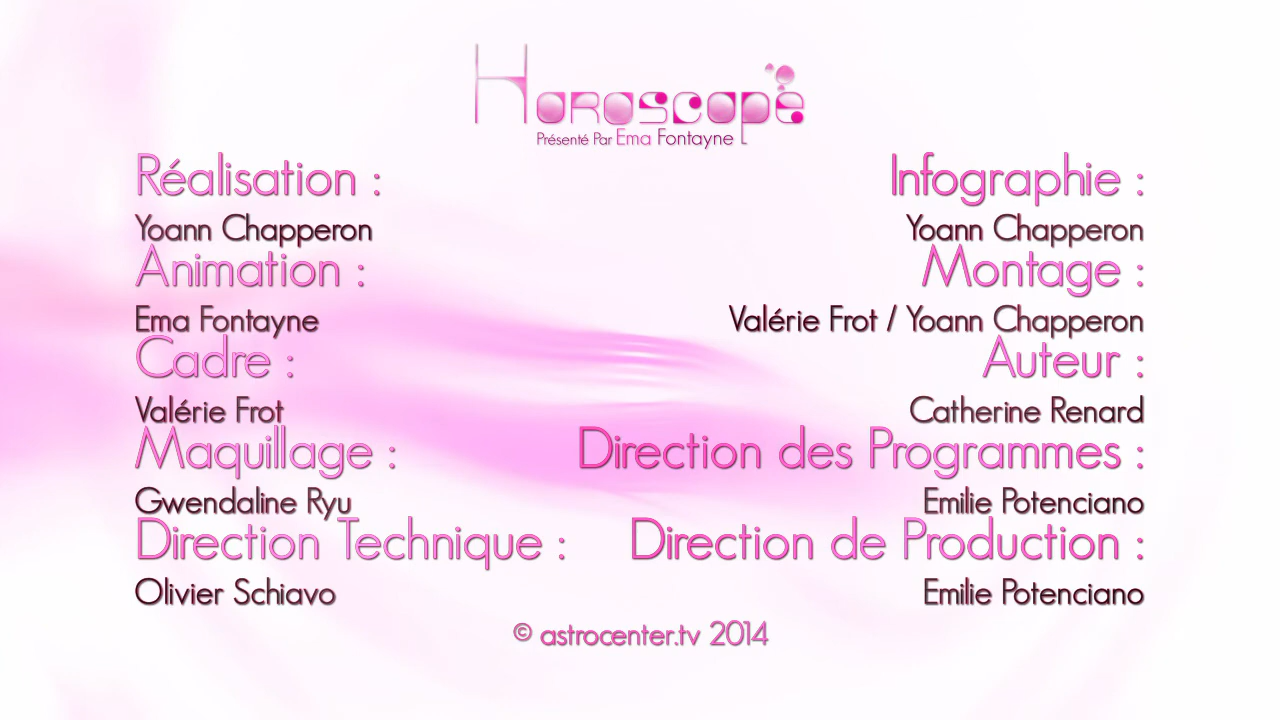 Horoscope
Présenté Par Ema Fontayne
Réalisation :
Yoann Chapperon
Animation :
Ema Fontayne
Cadre :
Valérie Frot
Maquillage :
Gwendaline Ryu
Direction Technique :
Olivier Schiavo
Infographie :
Yoann Chapperon
Montage :
Valérie Frot / Yoann Chapperon
Auteur :
Catherine Renard
Direction des Programmes :
Emilie Potenciano
Direction de Production :
Emilie Potenciano
© astrocenter.tv 2014